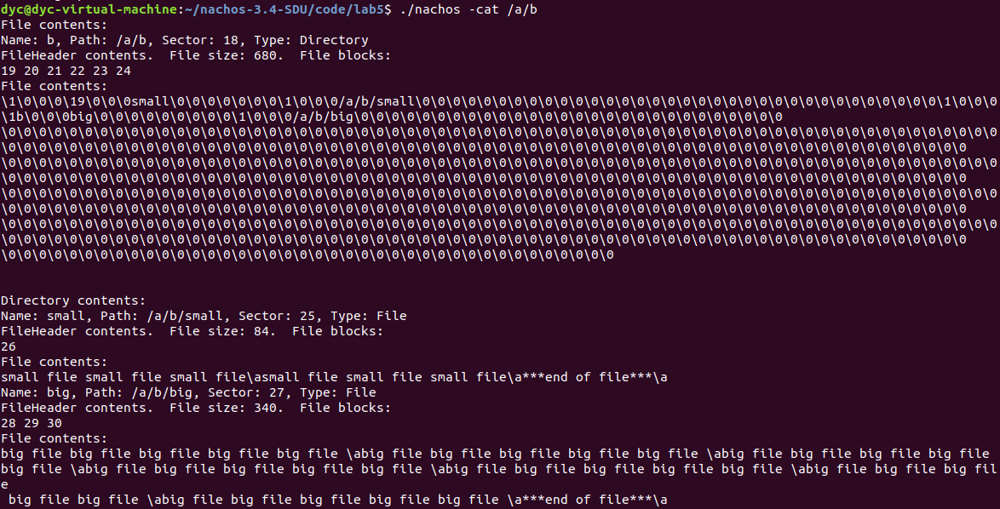 dyc@dyc-virtual-machine:~/nachos-3.4-SDU/code/lab5$ ./nachos -cat /a/b
File contents:
Name: b, Path: /a/b, Sector: 18, Type: Directory
FileHeader contents.  File size: 680.  File blocks:
19 20 21 22 23 24
File contents:
\1\0\0\0\19\0\0\0small\0\0\0\0\0\0\0\1\0\0\0/a/b/small\0\0\0\0\0\0\0\0\0\0\0\0\0\0\0\0\0\0\0\0\0\0\0\0\0\0\0\0\0\0\0\0\0\0\1\0\0\0
\1b\0\0\0big\0\0\0\0\0\0\0\0\0\1\0\0\0/a/b/big\0\0\0\0\0\0\0\0\0\0\0\0\0\0\0\0\0\0\0\0\0\0\0\0\0\0\0\0
\0\0\0\0\0\0\0\0\0\0\0\0\0\0\0\0\0\0\0\0\0\0\0\0\0\0\0\0\0\0\0\0\0\0\0\0\0\0\0\0\0\0\0\0\0\0\0\0\0\0\0\0\0\0\0\0\0\0\0\0\0\0\0\0\0
\0\0\0\0\0\0\0\0\0\0\0\0\0\0\0\0\0\0\0\0\0\0\0\0\0\0\0\0\0\0\0\0\0\0\0\0\0\0\0\0\0\0\0\0\0\0\0\0\0\0\0\0\0\0\0\0\0\0\0\0\0\0\0
\0\0\0\0\0\0\0\0\0\0\0\0\0\0\0\0\0\0\0\0\0\0\0\0\0\0\0\0\0\0\0\0\0\0\0\0\0\0\0\0\0\0\0\0\0\0\0\0\0\0\0\0\0\0\0\0\0\0\0\0\0\0\0\0\0
\0\0\0\0\0\0\0\0\0\0\0\0\0\0\0\0\0\0\0\0\0\0\0\0\0\0\0\0\0\0\0\0\0\0\0\0\0\0\0\0\0\0\0\0\0\0\0\0\0\0\0\0\0\0\0\0\0\0\0\0\0\0\0
\0\0\0\0\0\0\0\0\0\0\0\0\0\0\0\0\0\0\0\0\0\0\0\0\0\0\0\0\0\0\0\0\0\0\0\0\0\0\0\0\0\0\0\0\0\0\0\0\0\0\0\0\0\0\0\0\0\0\0\0\0\0\0\0\0
\0\0\0\0\0\0\0\0\0\0\0\0\0\0\0\0\0\0\0\0\0\0\0\0\0\0\0\0\0\0\0\0\0\0\0\0\0\0\0\0\0\0\0\0\0\0\0\0\0\0\0\0\0\0\0\0\0\0\0\0\0\0\0
\0\0\0\0\0\0\0\0\0\0\0\0\0\0\0\0\0\0\0\0\0\0\0\0\0\0\0\0\0\0\0\0\0\0\0\0\0\0\0\0\0\0\0\0\0\0\0\0\0\0\0\0\0\0\0\0\0\0\0\0\0\0\0\0\0
\0\0\0\0\0\0\0\0\0\0\0\0\0\0\0\0\0\0\0\0\0\0\0\0\0\0\0\0\0\0\0\0\0\0\0\0\0\0\0\0\0\0\0\0\0\0\0\0\0\0\0\0\0\0\0\0\0\0\0\0\0\0\0
\0\0\0\0\0\0\0\0\0\0\0\0\0\0\0\0\0\0\0\0\0\0\0\0\0\0\0\0\0\0\0\0\0\0\0\0\0\0\0\0
Directory contents:
Name: small, Path: /a/b/small, Sector: 25, Type: File
FileHeader contents.  File size: 84.  File blocks:
26
File contents:
small file small file small file\asmall file small file small file\a***end of file***\a
Name: big, Path: /a/b/big, Sector: 27, Type: File
FileHeader contents.  File size: 340.  File blocks:
28 29 30
File contents:
big file big file big file big file big file \abig file big file big file big file big file \abig file big file big file big file
big file \abig file big file big file big file big file \abig file big file big file big file big file \abig file big file big fil
e
 big file big file \abig file big file big file big file big file \a***end of file***\a